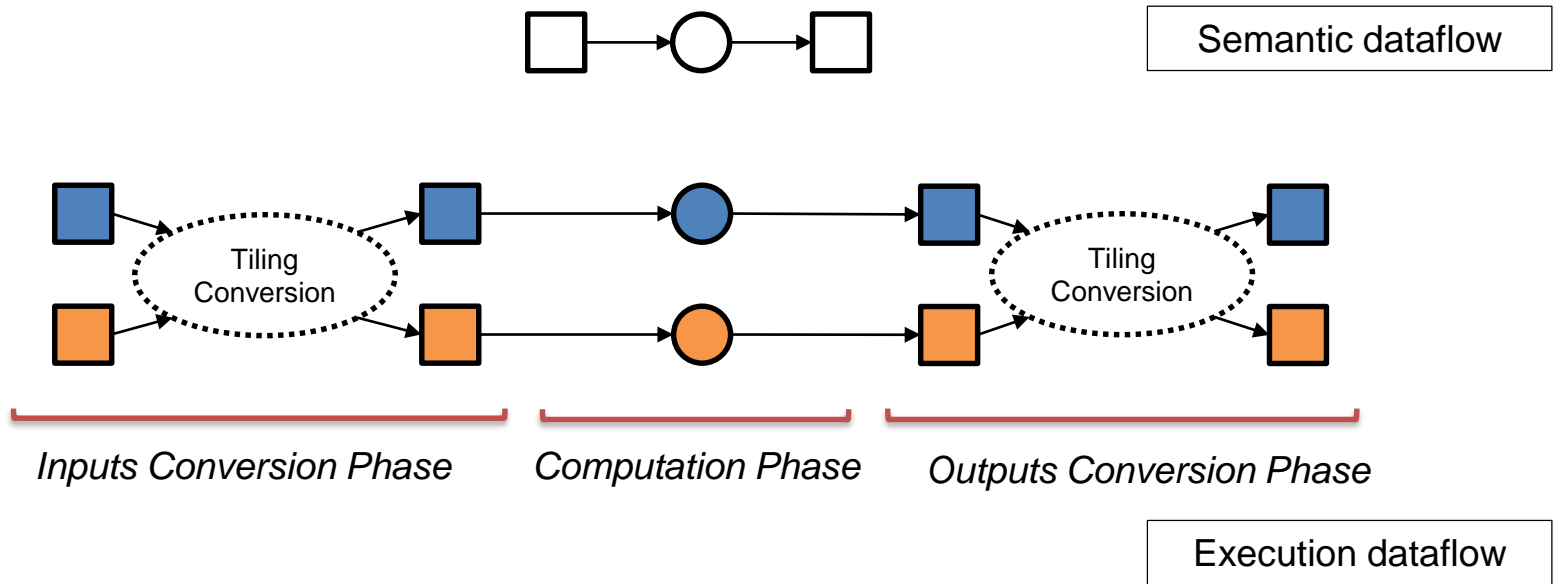 Semantic dataflow
Tiling
Conversion
Tiling
Conversion
Inputs Conversion Phase
Computation Phase
Outputs Conversion Phase
Execution dataflow